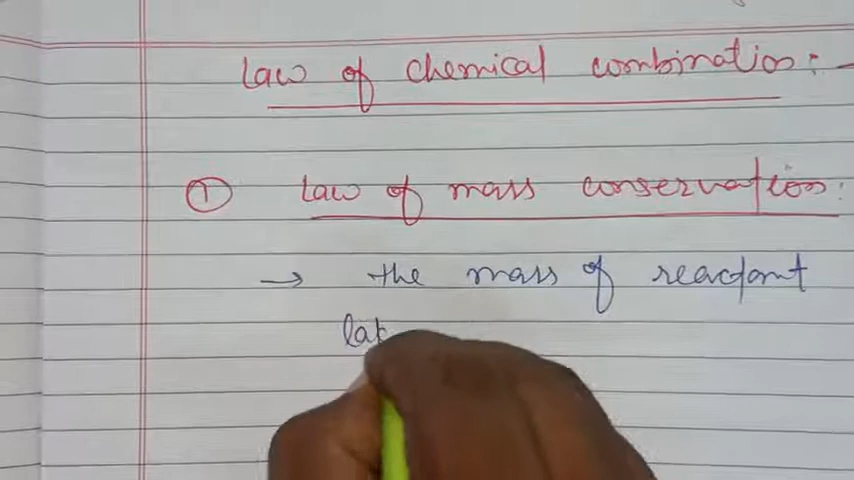 Law of chemical combination:-
① Law of mass conservation:
→ the mass of reactant